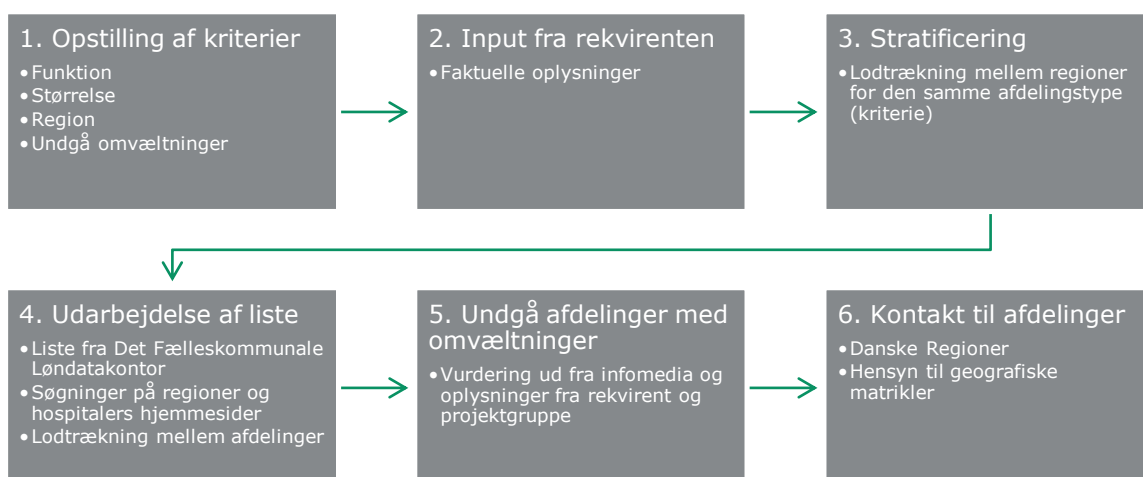 1. Opstilling af kriterier
•Funktion
•Størrelse
•Region
•Undgå omvæltninger
2. Input fra rekvirenten
•Faktuelle oplysninger
3. Stratificering
•Lodtrækning mellem regioner
for den samme afdelingstype
(kriterie)
4. Udarbejdelse af liste
•Liste fra Det Fælleskommunale
Løndatakontor
•Søgninger på regioner og
hospitalers hjemmesider
•Lodtrækning mellem afdelinger
5. Undgå afdelinger med
omvæltninger
•Vurdering ud fra infomedia og
oplysninger fra rekvirent og
projektgruppe
6. Kontakt til afdelinger
•Danske Regioner
•Hensyn til geografiske
matrikler